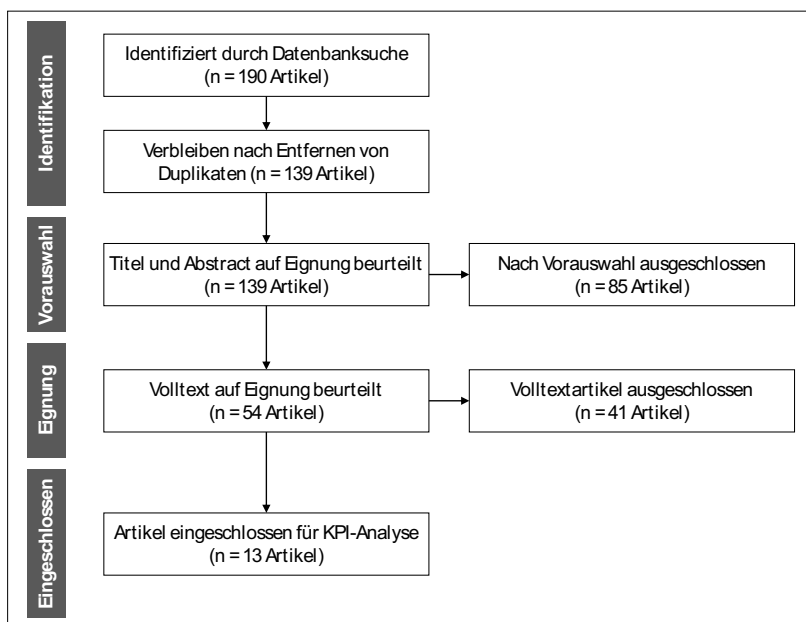 Identifikation
Identifiziert durch Datenbanksuche
(n = 190 Artikel)
Verbleiben nach Entfernen von
Duplikaten (n = 139 Artikel)
Vorauswahl
Titel und Abstract auf Eignung beurteilt
(n = 139 Artikel)
Nach Vorauswahl ausgeschlossen
(n = 85 Artikel)
Eignung
Volltext auf Eignung beurteilt
(n = 54 Artikel)
Volltextartikel ausgeschlossen
(n = 41 Artikel)
Eingeschlossen
Artikel eingeschlossen für KPI-Analyse
(n = 13 Artikel)